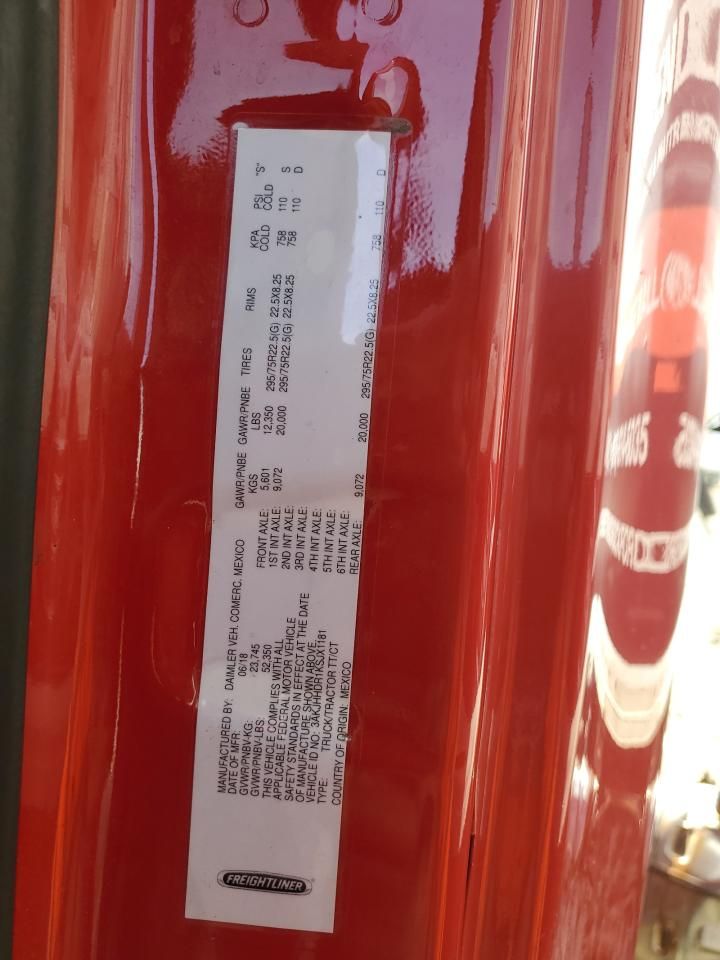 FREIGHTLINER
MANUFACTURED BY: DAIMLER VEH. COMERC. MEXICO
DATE OF MFR: 06/18
GVWR/PNBV-KG: 23,745
GVWR/PNBV-LBS: 52,350
THIS VEHICLE COMPLIES WITH ALL
APPLICABLE FEDERAL MOTOR VEHICLE
SAFETY STANDARDS IN EFFECT AT THE DATE
OF MANUFACTURE SHOWN ABOVE.
VEHICLE ID NO: 3AKJHHDR1KSJX1181
TYPE: TRUCK/TRACTOR TT/CT
COUNTRY OF ORIGIN: MEXICO
GAWR/PNBE GAWR/PNBE TIRES RIMS KPA PSI "S"
KGS LBS COLD COLD
FRONT AXLE: 5,601 12,350 295/75R22.5(G) 22.5X8.25 758 110 S
1ST INT AXLE: 9,072 20,000 295/75R22.5(G) 22.5X8.25 758 110 D
2ND INT AXLE:
3RD INT AXLE:
4TH INT AXLE:
5TH INT AXLE:
6TH INT AXLE:
REAR AXLE: 9,072 20,000 295/75R22.5(G) 22.5X8.25 758 110 D